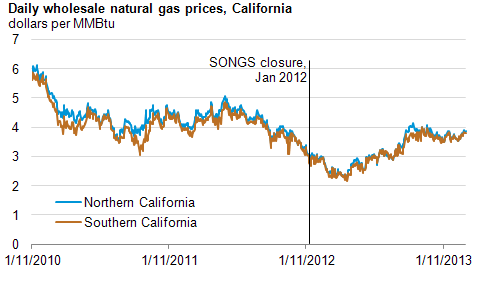 Daily wholesale natural gas prices, California
dollars per MMBtu
7
6
5
4
3
2
1
0
SONGS closure,
Jan 2012
Northern California
Southern California
1/11/2010
1/11/2011
1/11/2012
1/11/2013